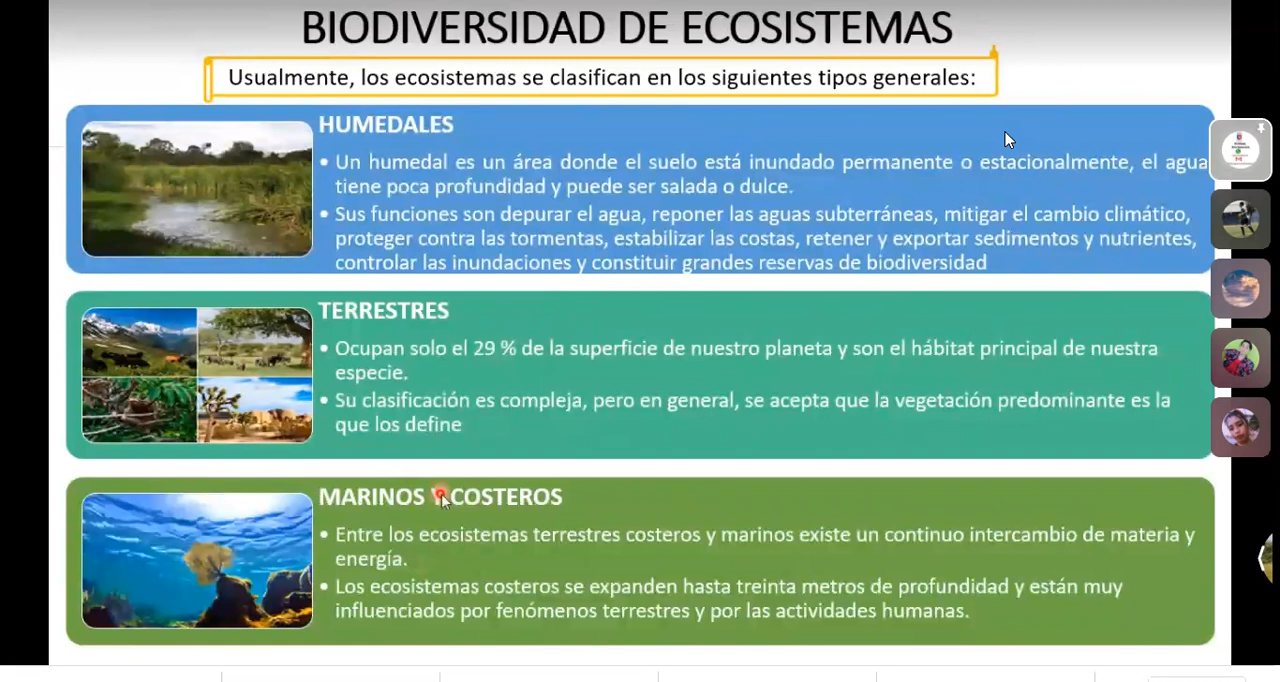 BIODIVERSIDAD DE ECOSISTEMAS
Usualmente, los ecosistemas se clasifican en los siguientes tipos generales:
HUMEDALES
• Un humedal es un área donde el suelo está inundado permanente o estacionalmente, el agua
tiene poca profundidad y puede ser salada o dulce.
• Sus funciones son depurar el agua, reponer las aguas subterráneas, mitigar el cambio climático,
proteger contra las tormentas, estabilizar las costas, retener y exportar sedimentos y nutrientes,
controlar las inundaciones y constituir grandes reservas de biodiversidad
TERRESTRES
• Ocupan solo el 29 % de la superficie de nuestro planeta y son el hábitat principal de nuestra
especie.
• Su clasificación es compleja, pero en general, se acepta que la vegetación predominante es la
que los define
MARINOS Y COSTEROS
• Entre los ecosistemas terrestres costeros y marinos existe un continuo intercambio de materia y
energía.
• Los ecosistemas costeros se expanden hasta treinta metros de profundidad y están muy
influenciados por fenómenos terrestres y por las actividades humanas.